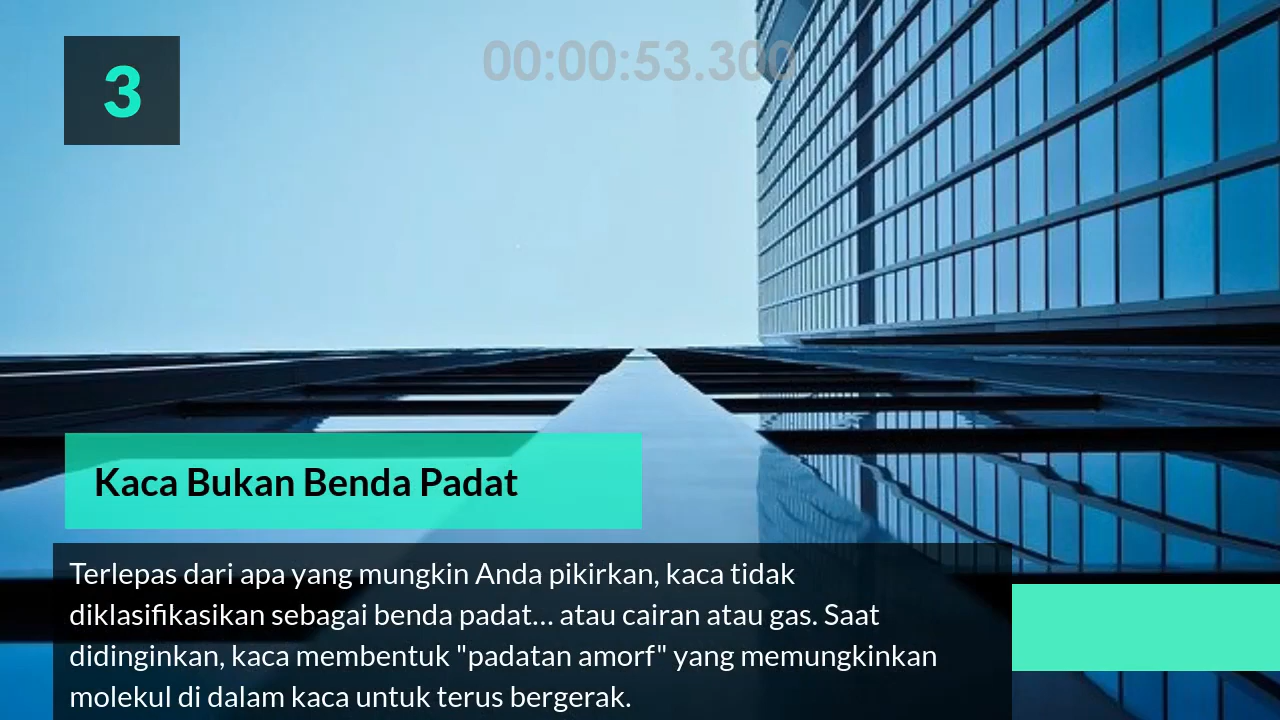 3
00:00:53.300
Kaca Bukan Benda Padat
Terlepas dari apa yang mungkin Anda pikirkan, kaca tidak
diklasifikasikan sebagai benda padat... atau cairan atau gas. Saat
didinginkan, kaca membentuk "padatan amorf" yang memungkinkan
molekul di dalam kaca untuk terus bergerak.